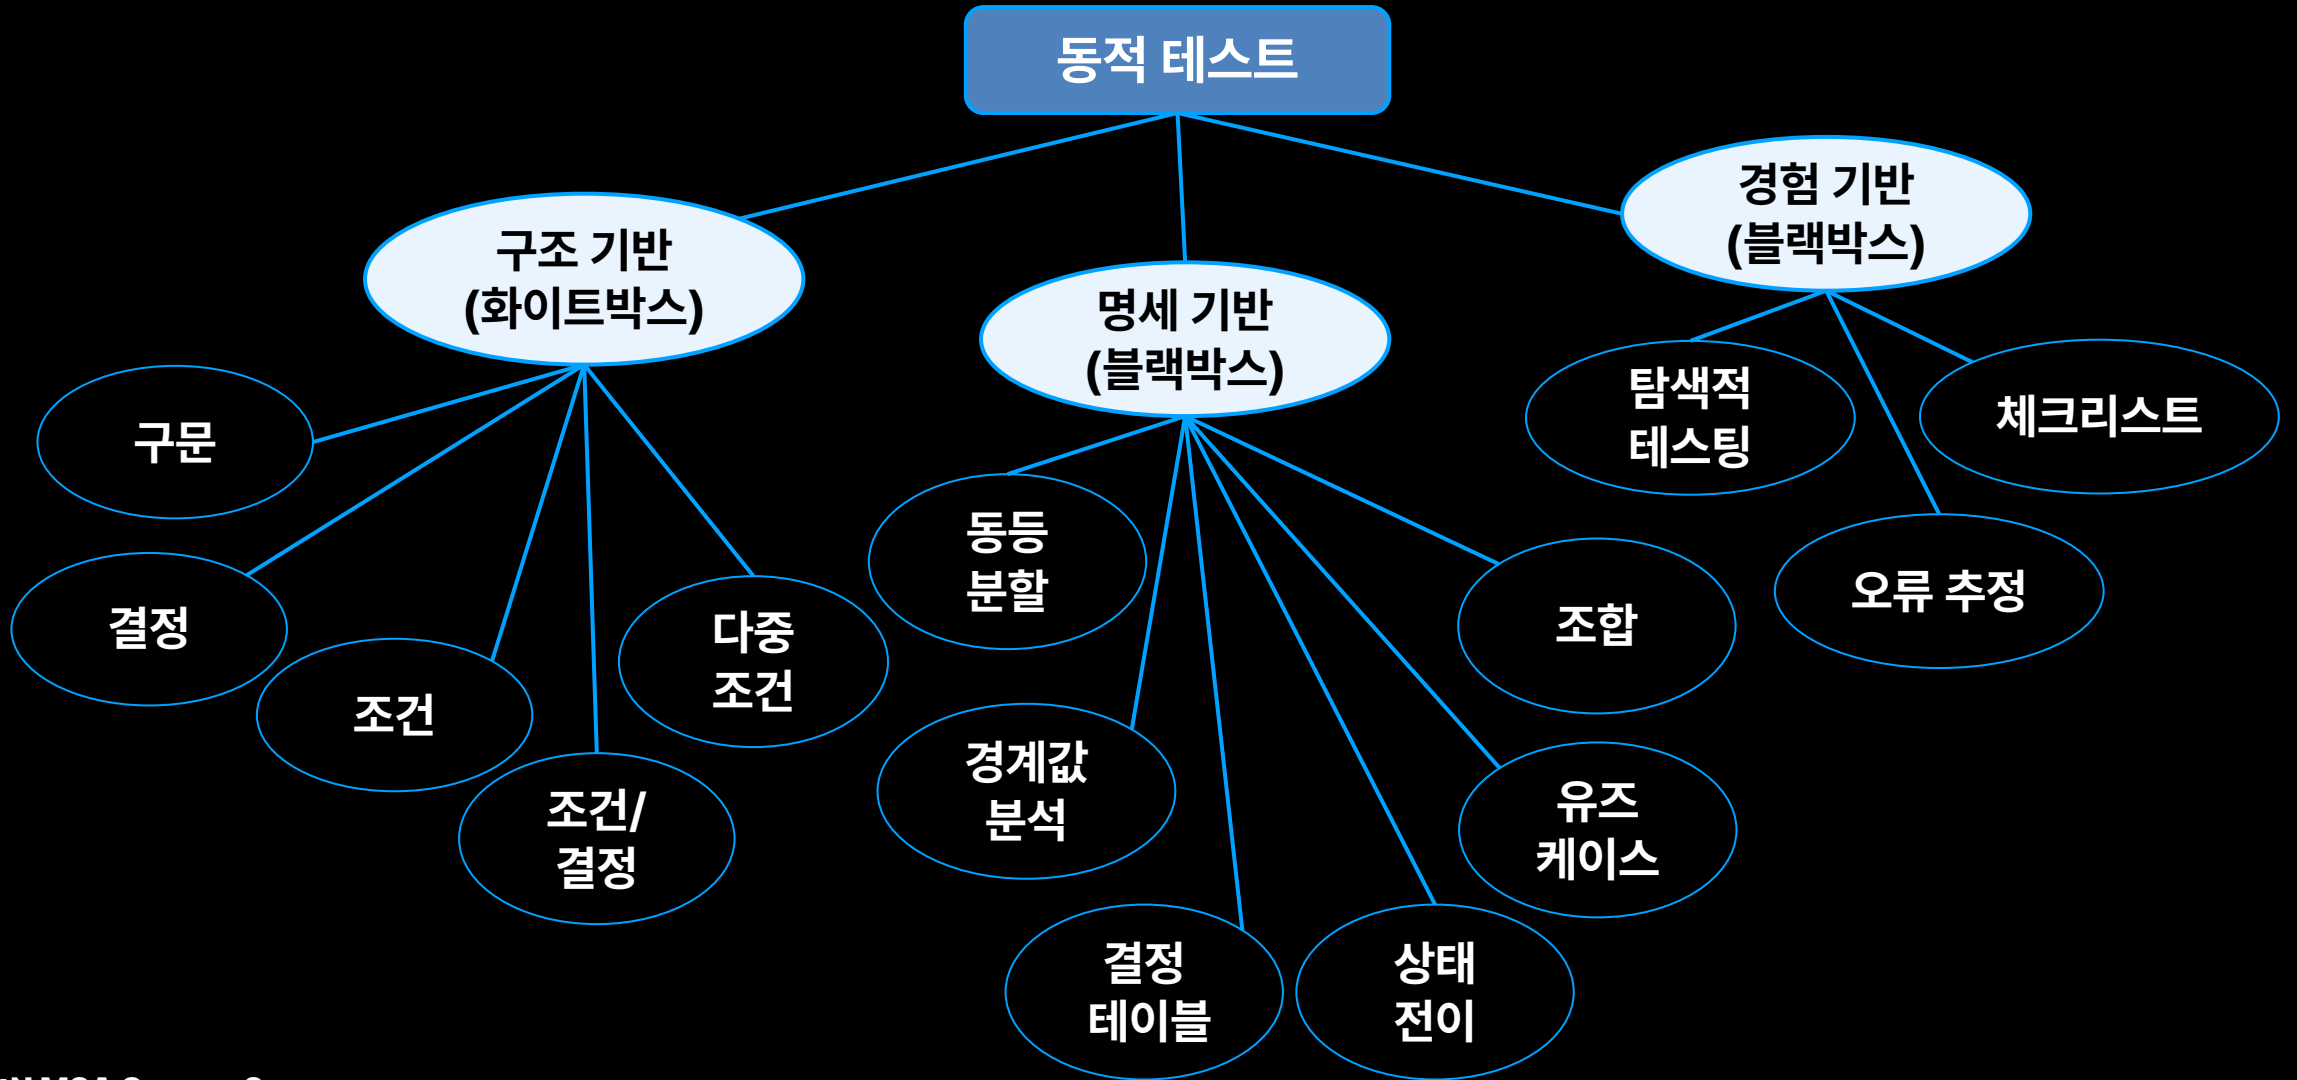 동적 테스트
구조 기반
(화이트박스)
구문
결정
조건
조건/
결정
다중
조건
명세 기반
(블랙박스)
동등
분할
경계값
분석
결정
테이블
상태
전이
유즈
케이스
조합
경험 기반
(블랙박스)
탐색적
테스팅
오류 추정
체크리스트